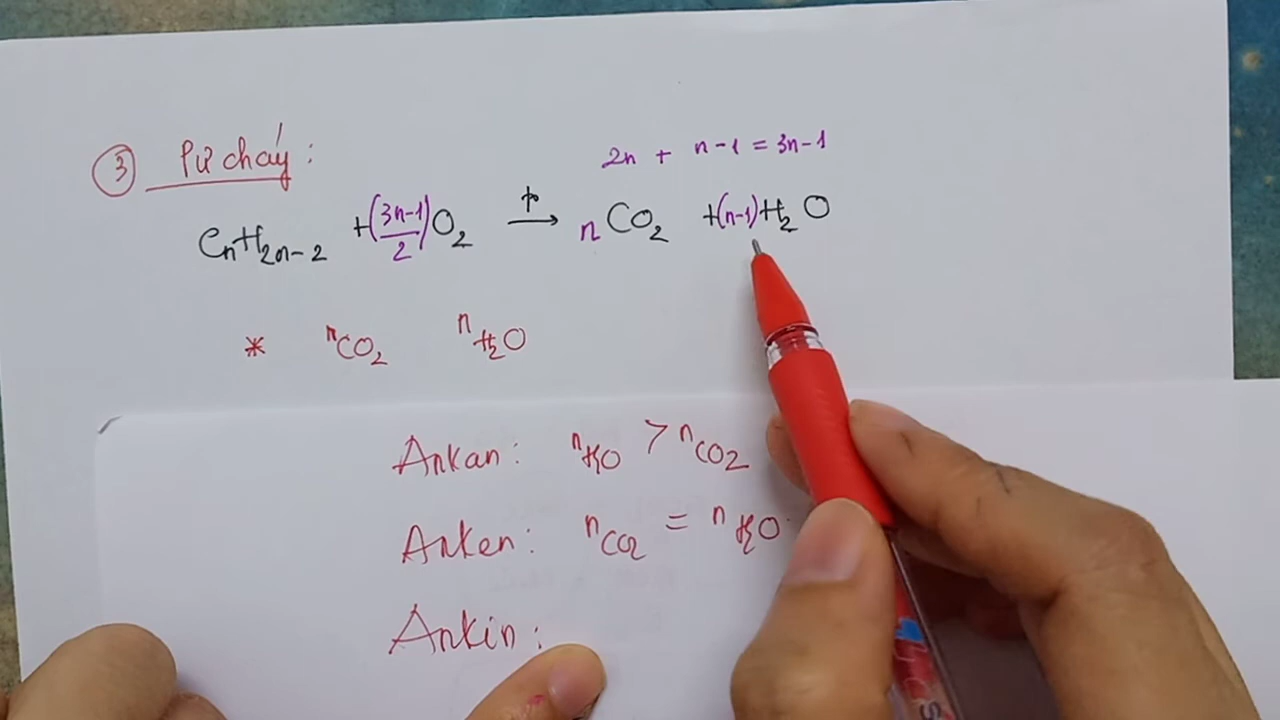 ③ Pư cháy:
2n + n-1 = 3n-1
CnH2n-2 + (3n-1)/2 O2 →(t°) nCO2 + (n-1)H2O
* nCO2 nH2O
Ankan: nH2O > nCO2
Anken: nCO2 = nH2O
Ankin: